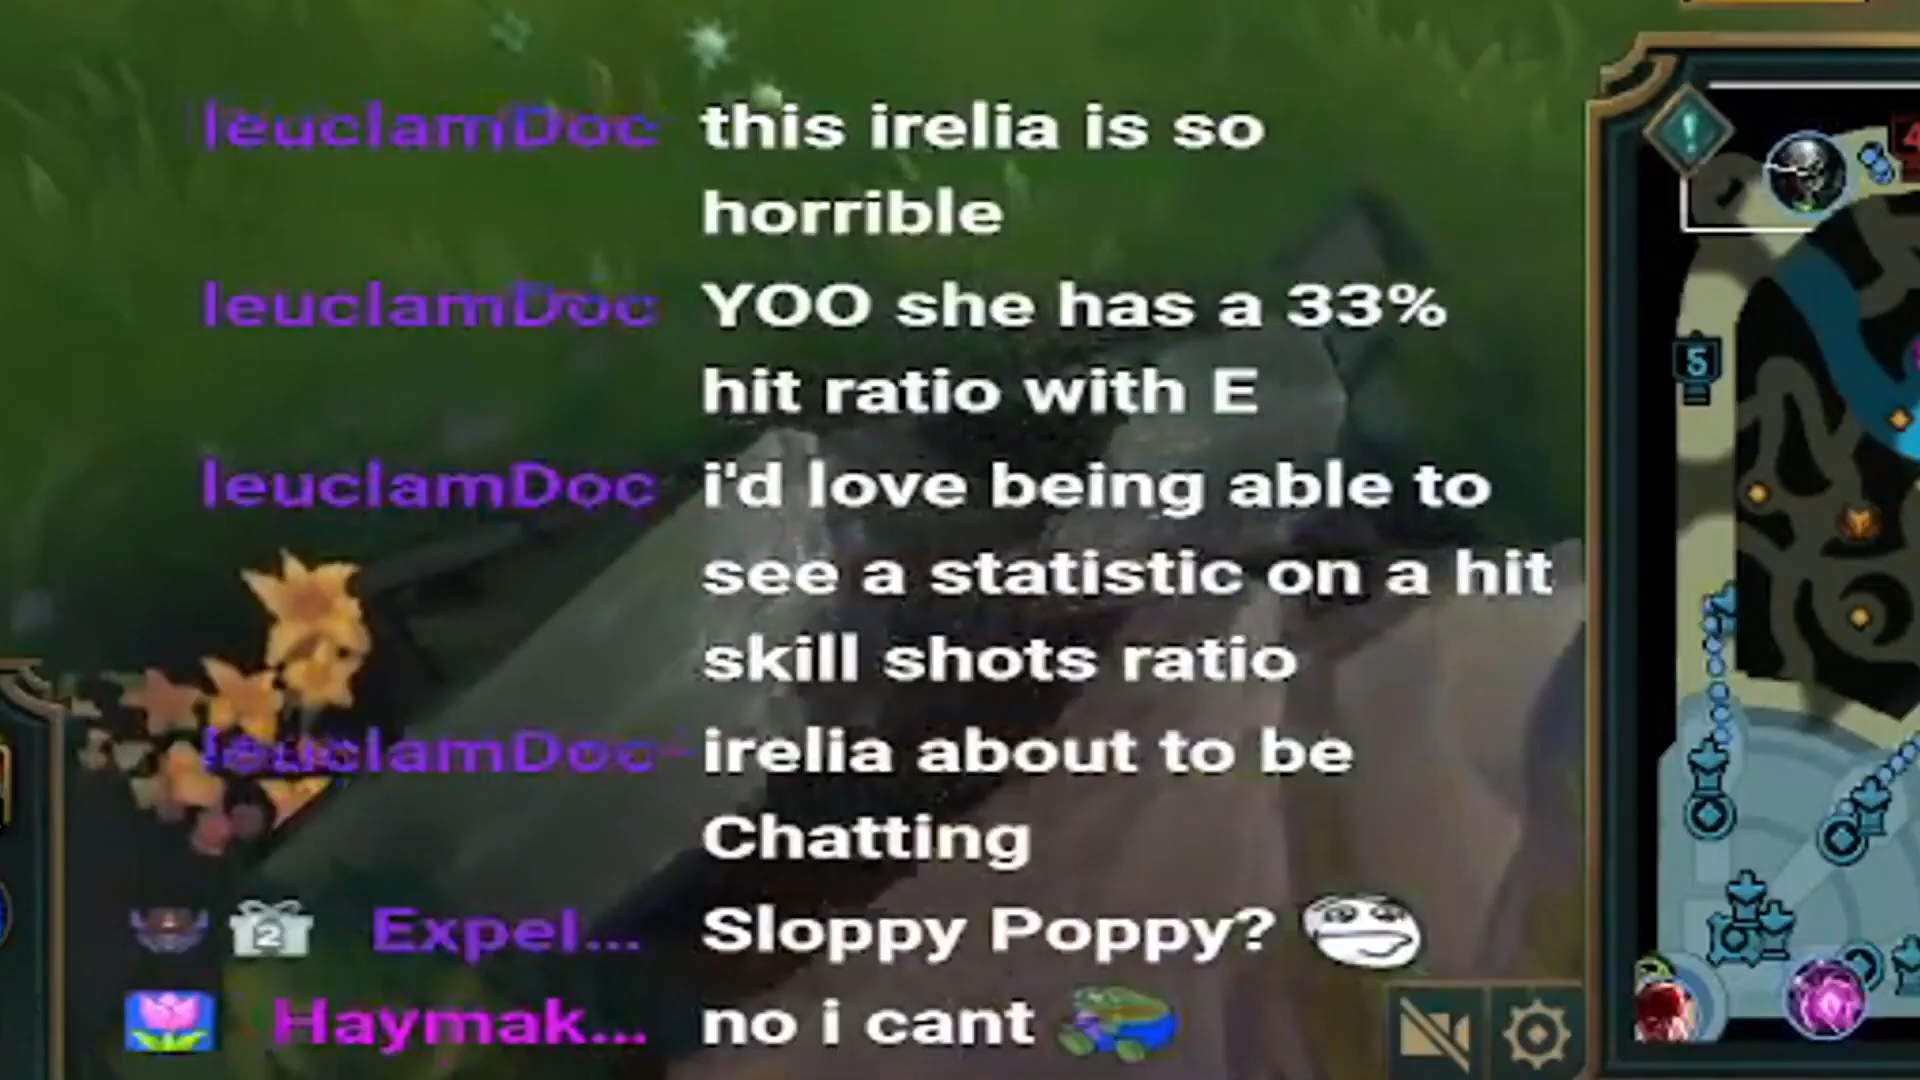 leuclamDoc this irelia is so
horrible
leuclamDoc YOO she has a 33%
hit ratio with E
leuclamDoc i'd love being able to
see a statistic on a hit
skill shots ratio
leuclamDoc irelia about to be
Chatting
2 Expel... Sloppy Poppy?
Haymak... no i cant
4
5